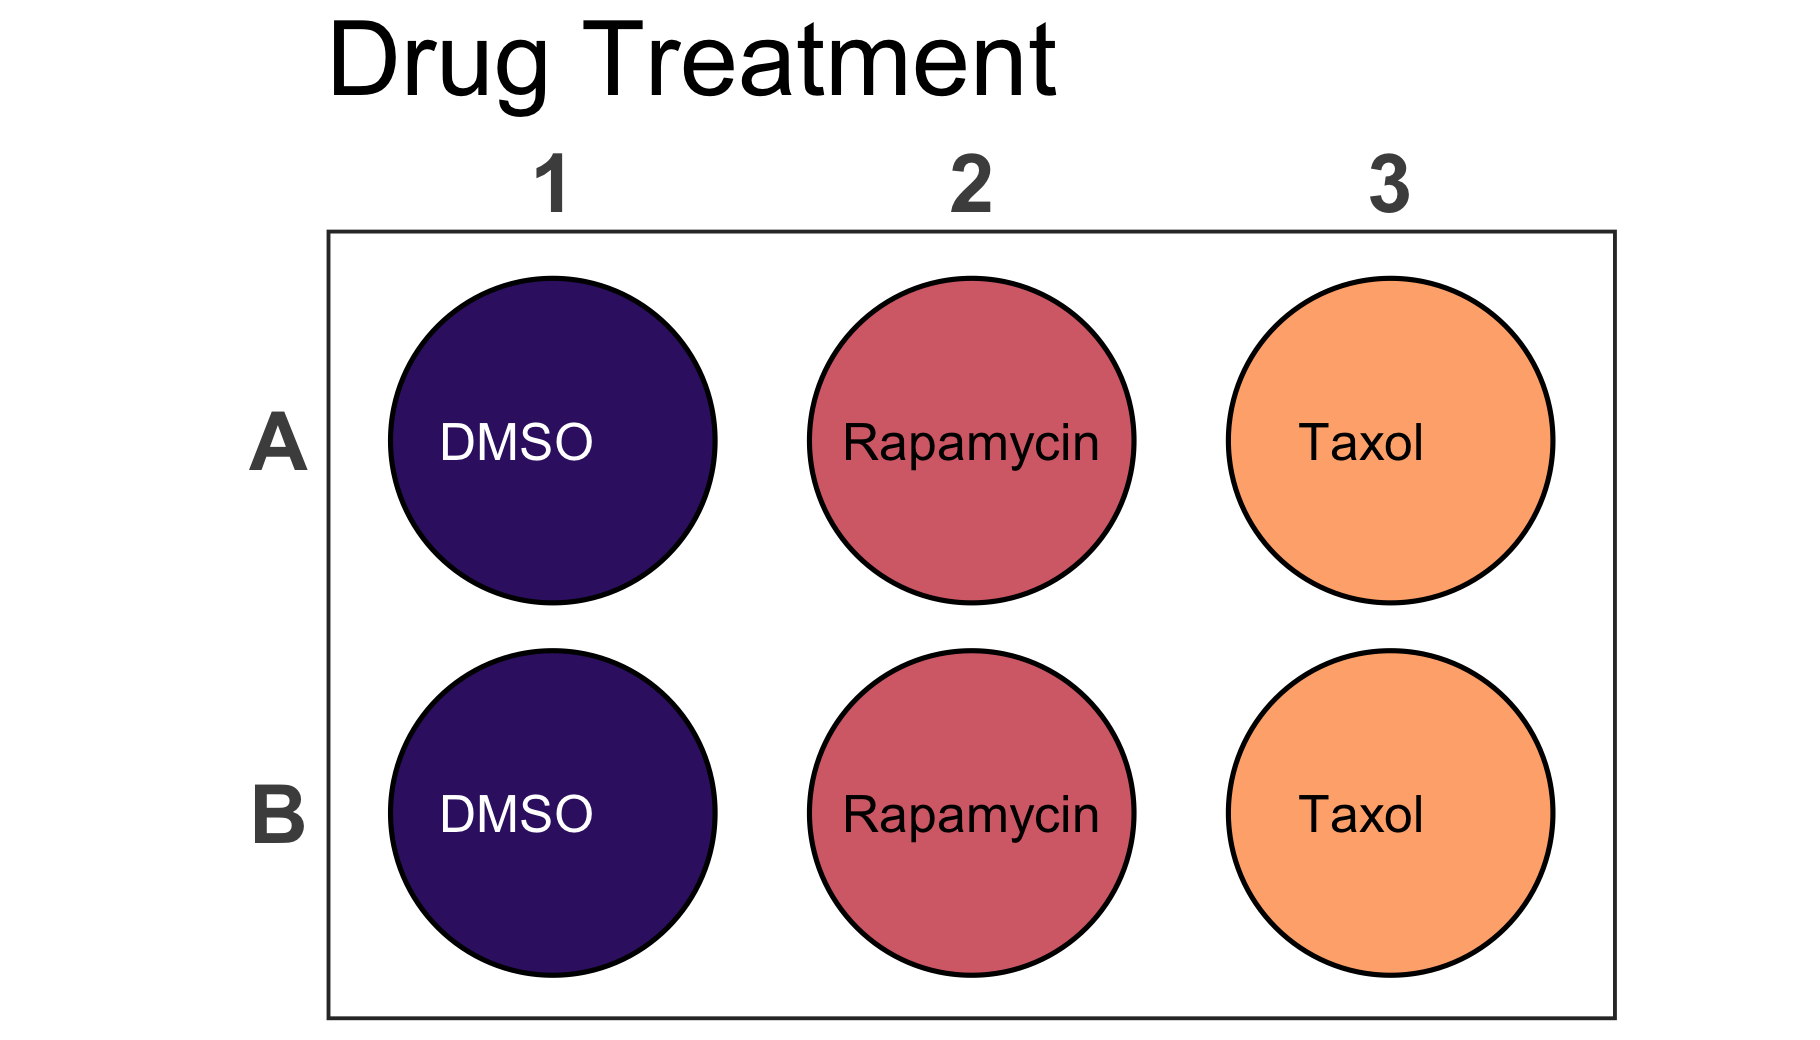 Drug Treatment
1 2 3
A DMSO Rapamycin Taxol
B DMSO Rapamycin Taxol